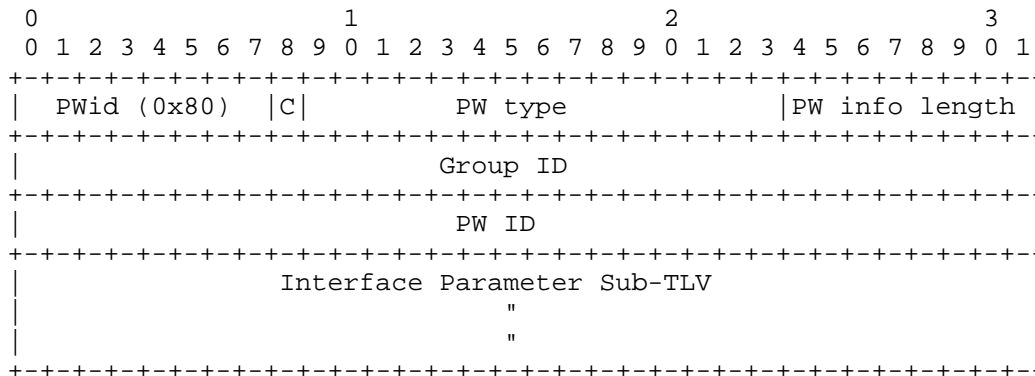 0                   1                   2                   3
 0 1 2 3 4 5 6 7 8 9 0 1 2 3 4 5 6 7 8 9 0 1 2 3 4 5 6 7 8 9 0 1
+-+-+-+-+-+-+-+-+-+-+-+-+-+-+-+-+-+-+-+-+-+-+-+-+-+-+-+-+-+-+-+-
|  PWid (0x80)  |C|         PW type             |PW info length
+-+-+-+-+-+-+-+-+-+-+-+-+-+-+-+-+-+-+-+-+-+-+-+-+-+-+-+-+-+-+-+-
|                          Group ID
+-+-+-+-+-+-+-+-+-+-+-+-+-+-+-+-+-+-+-+-+-+-+-+-+-+-+-+-+-+-+-+-
|                           PW ID
+-+-+-+-+-+-+-+-+-+-+-+-+-+-+-+-+-+-+-+-+-+-+-+-+-+-+-+-+-+-+-+-
|                Interface Parameter Sub-TLV
|                              "
|                              "
+-+-+-+-+-+-+-+-+-+-+-+-+-+-+-+-+-+-+-+-+-+-+-+-+-+-+-+-+-+-+-+-